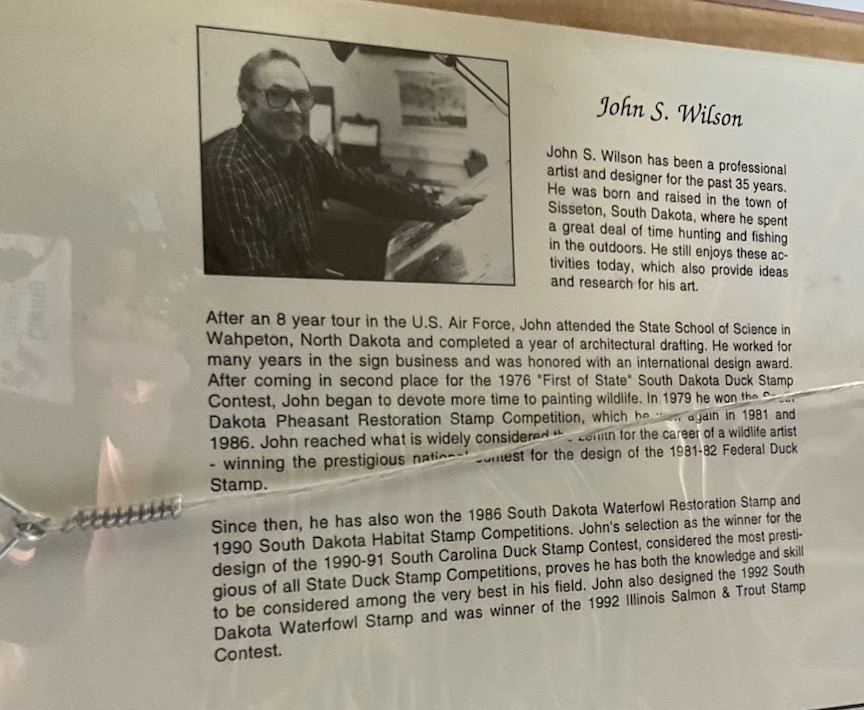 John S. Wilson
John S. Wilson has been a professional
artist and designer for the past 35 years.
He was born and raised in the town of
Sisseton, South Dakota, where he spent
a great deal of time hunting and fishing
in the outdoors. He still enjoys these ac-
tivities today, which also provide ideas
and research for his art.
After an 8 year tour in the U.S. Air Force, John attended the State School of Science in
Wahpeton, North Dakota and completed a year of architectural drafting. He worked for
many years in the sign business and was honored with an international design award.
After coming in second place for the 1976 "First of State" South Dakota Duck Stamp
Contest, John began to devote more time to painting wildlife. In 1979 he won the
Dakota Pheasant Restoration Stamp Competition, which he again in 1981 and
1986. John reached what is widely considered zenith for the career of a wildlife artist
- winning the prestigious national contest for the design of the 1981-82 Federal Duck
Stamp.
Since then, he has also won the 1986 South Dakota Waterfowl Restoration Stamp and
1990 South Dakota Habitat Stamp Competitions. John's selection as the winner for the
design of the 1990-91 South Carolina Duck Stamp Contest, considered the most presti-
gious of all State Duck Stamp Competitions, proves he has both the knowledge and skill
to be considered among the very best in his field. John also designed the 1992 South
Dakota Waterfowl Stamp and was winner of the 1992 Illinois Salmon & Trout Stamp
Contest.